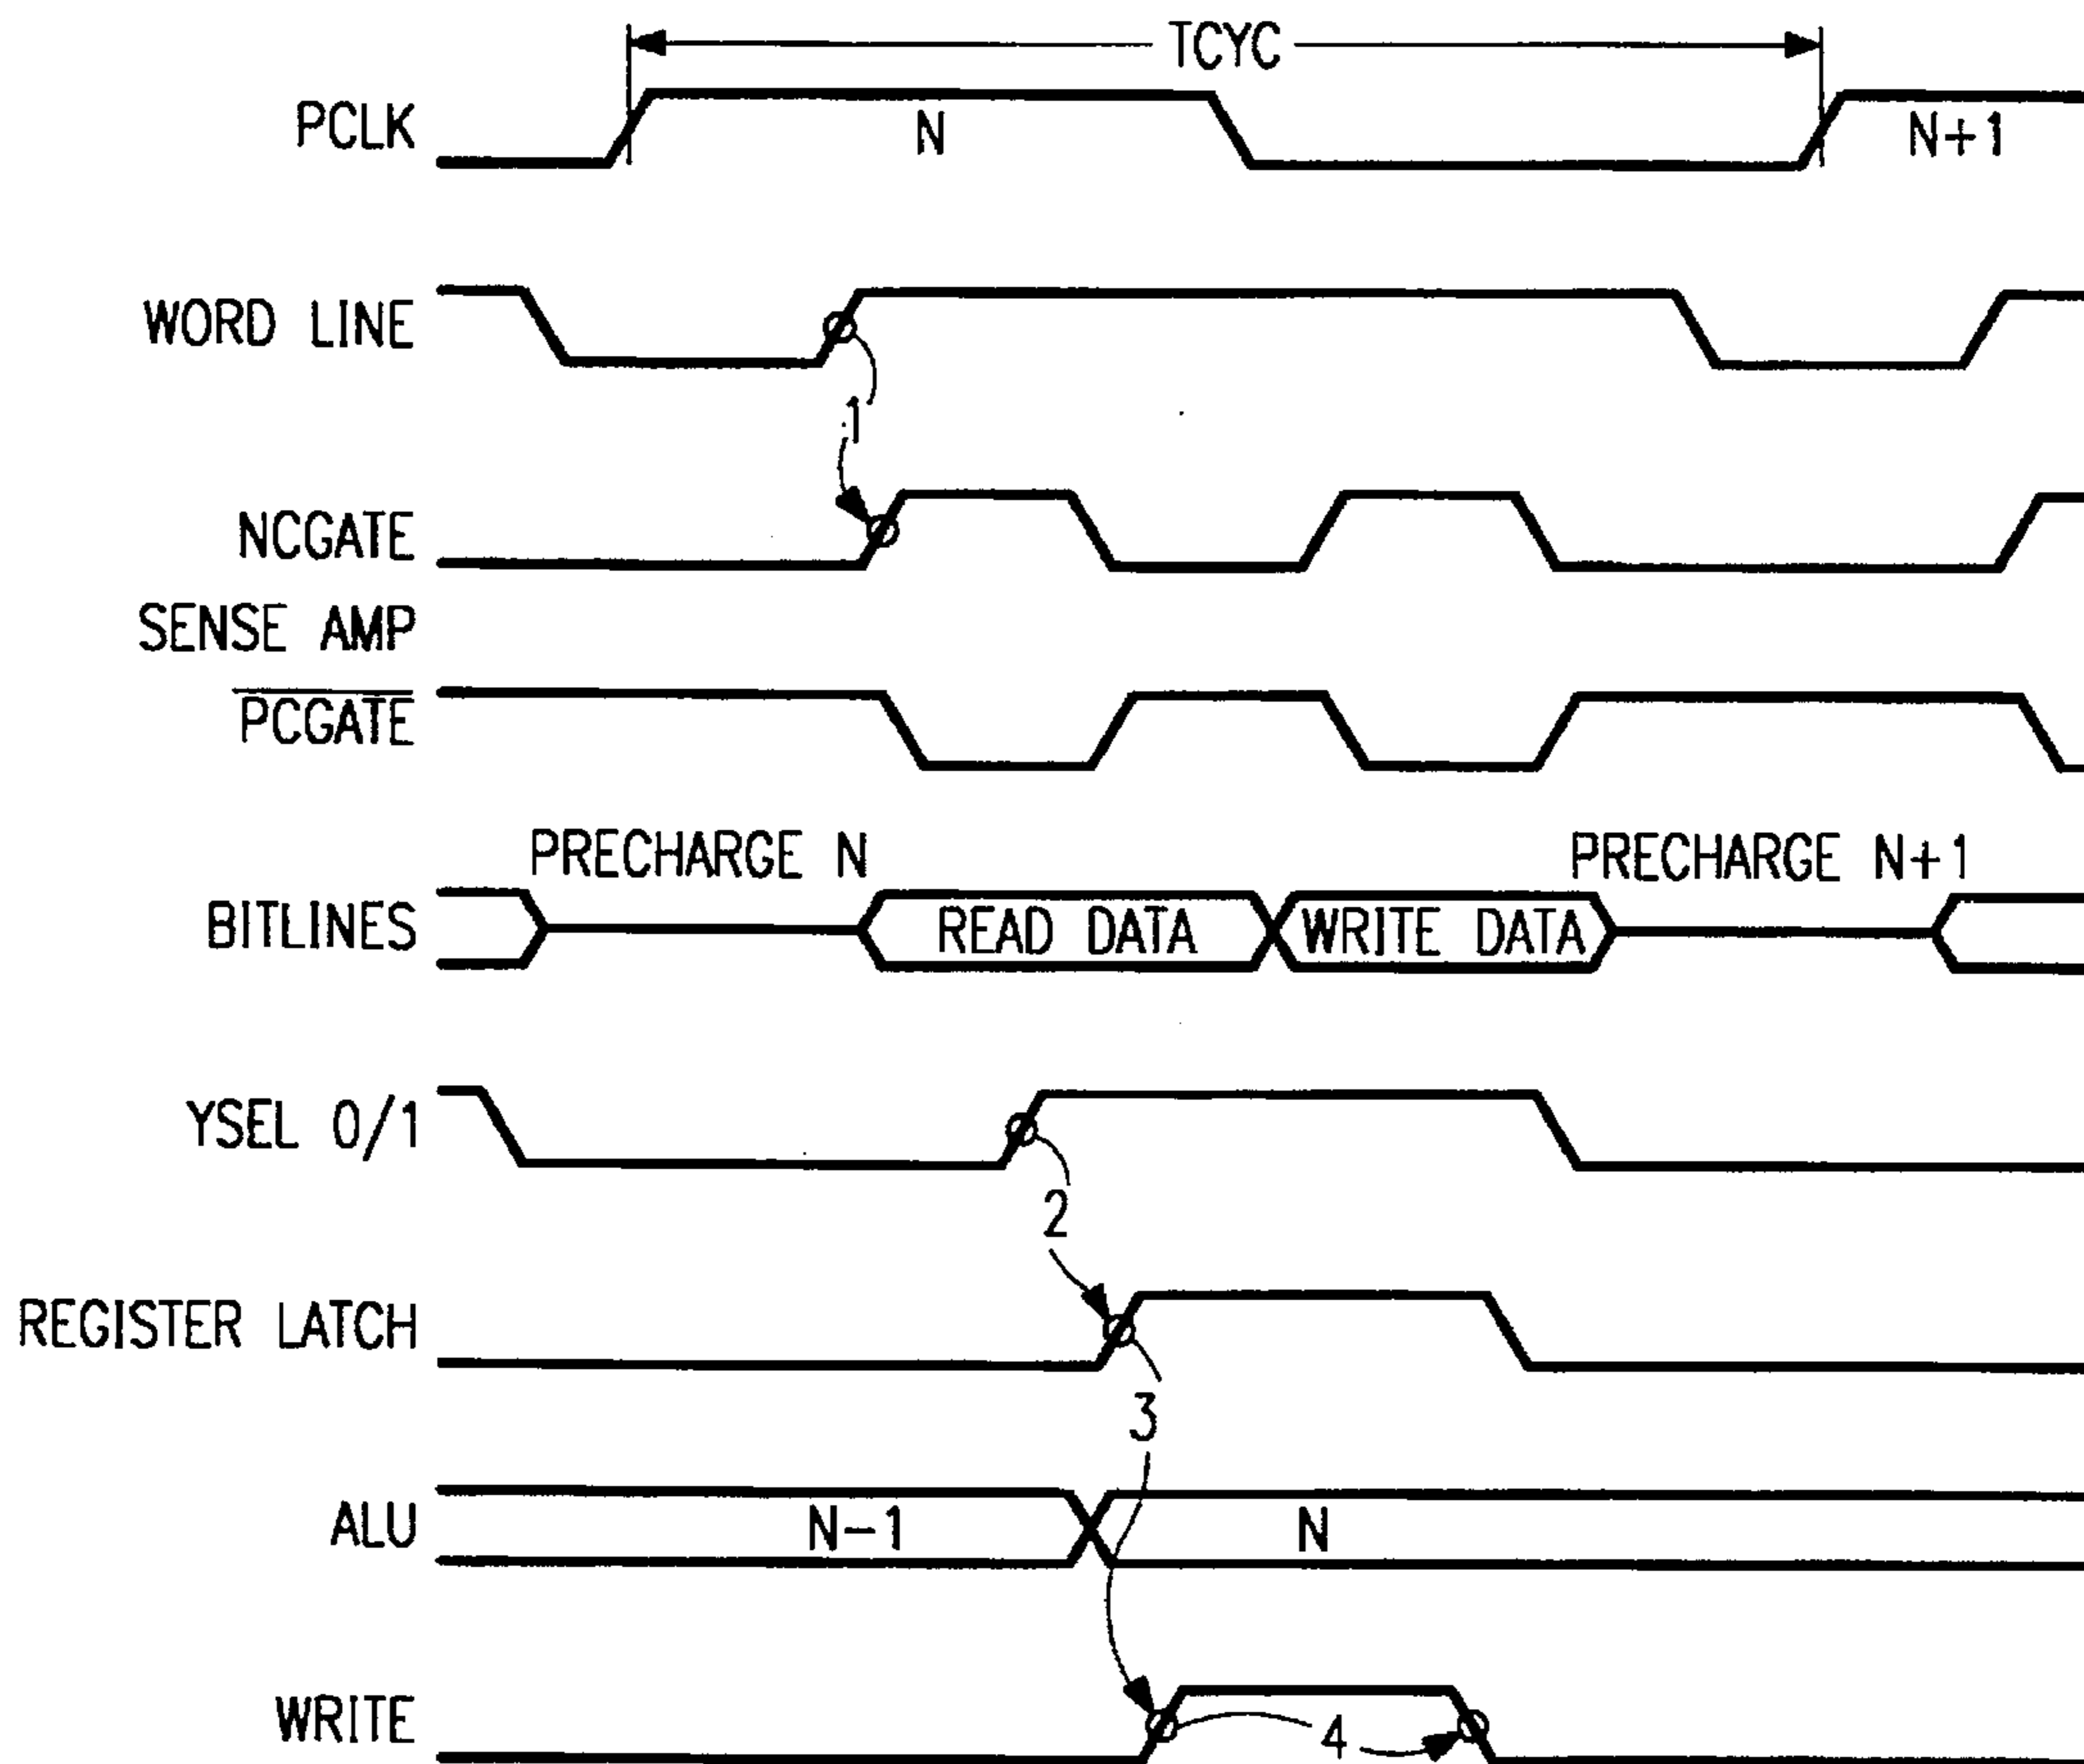 TCYC
PCLK N N+1
WORD LINE
1
NCGATE
SENSE AMP
PCGATE
PRECHARGE N PRECHARGE N+1
BITLINES READ DATA WRITE DATA
YSEL 0/1
2
REGISTER LATCH
3
ALU N-1 N
WRITE 4